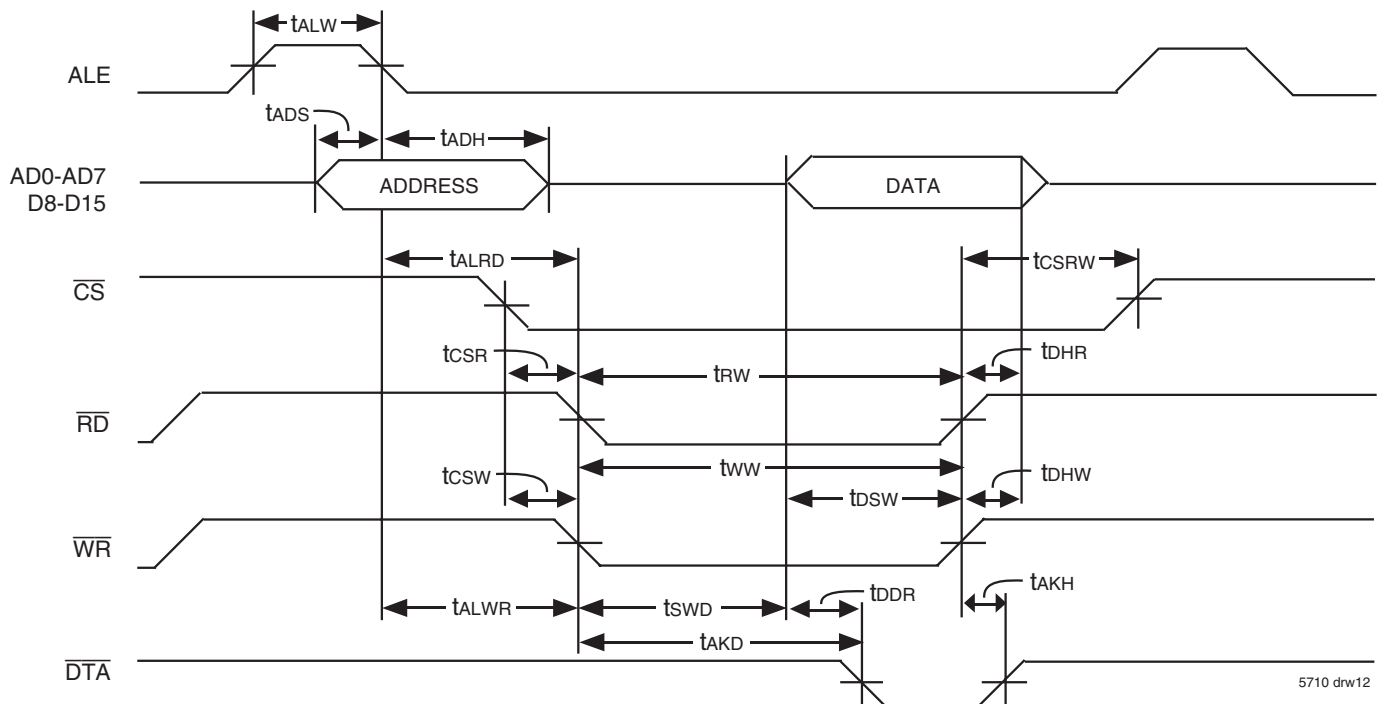 tALW
ALE
tADS
tADH
AD0-AD7
D8-D15
ADDRESS
DATA
tALRD
tCSRW
CS
tCSR
tRW
tDHR
RD
tCSW
tWW
tDHW
tDSW
WR
tALWR
tSWD
tDDR
tAKH
tAKD
DTA
5710 drw12